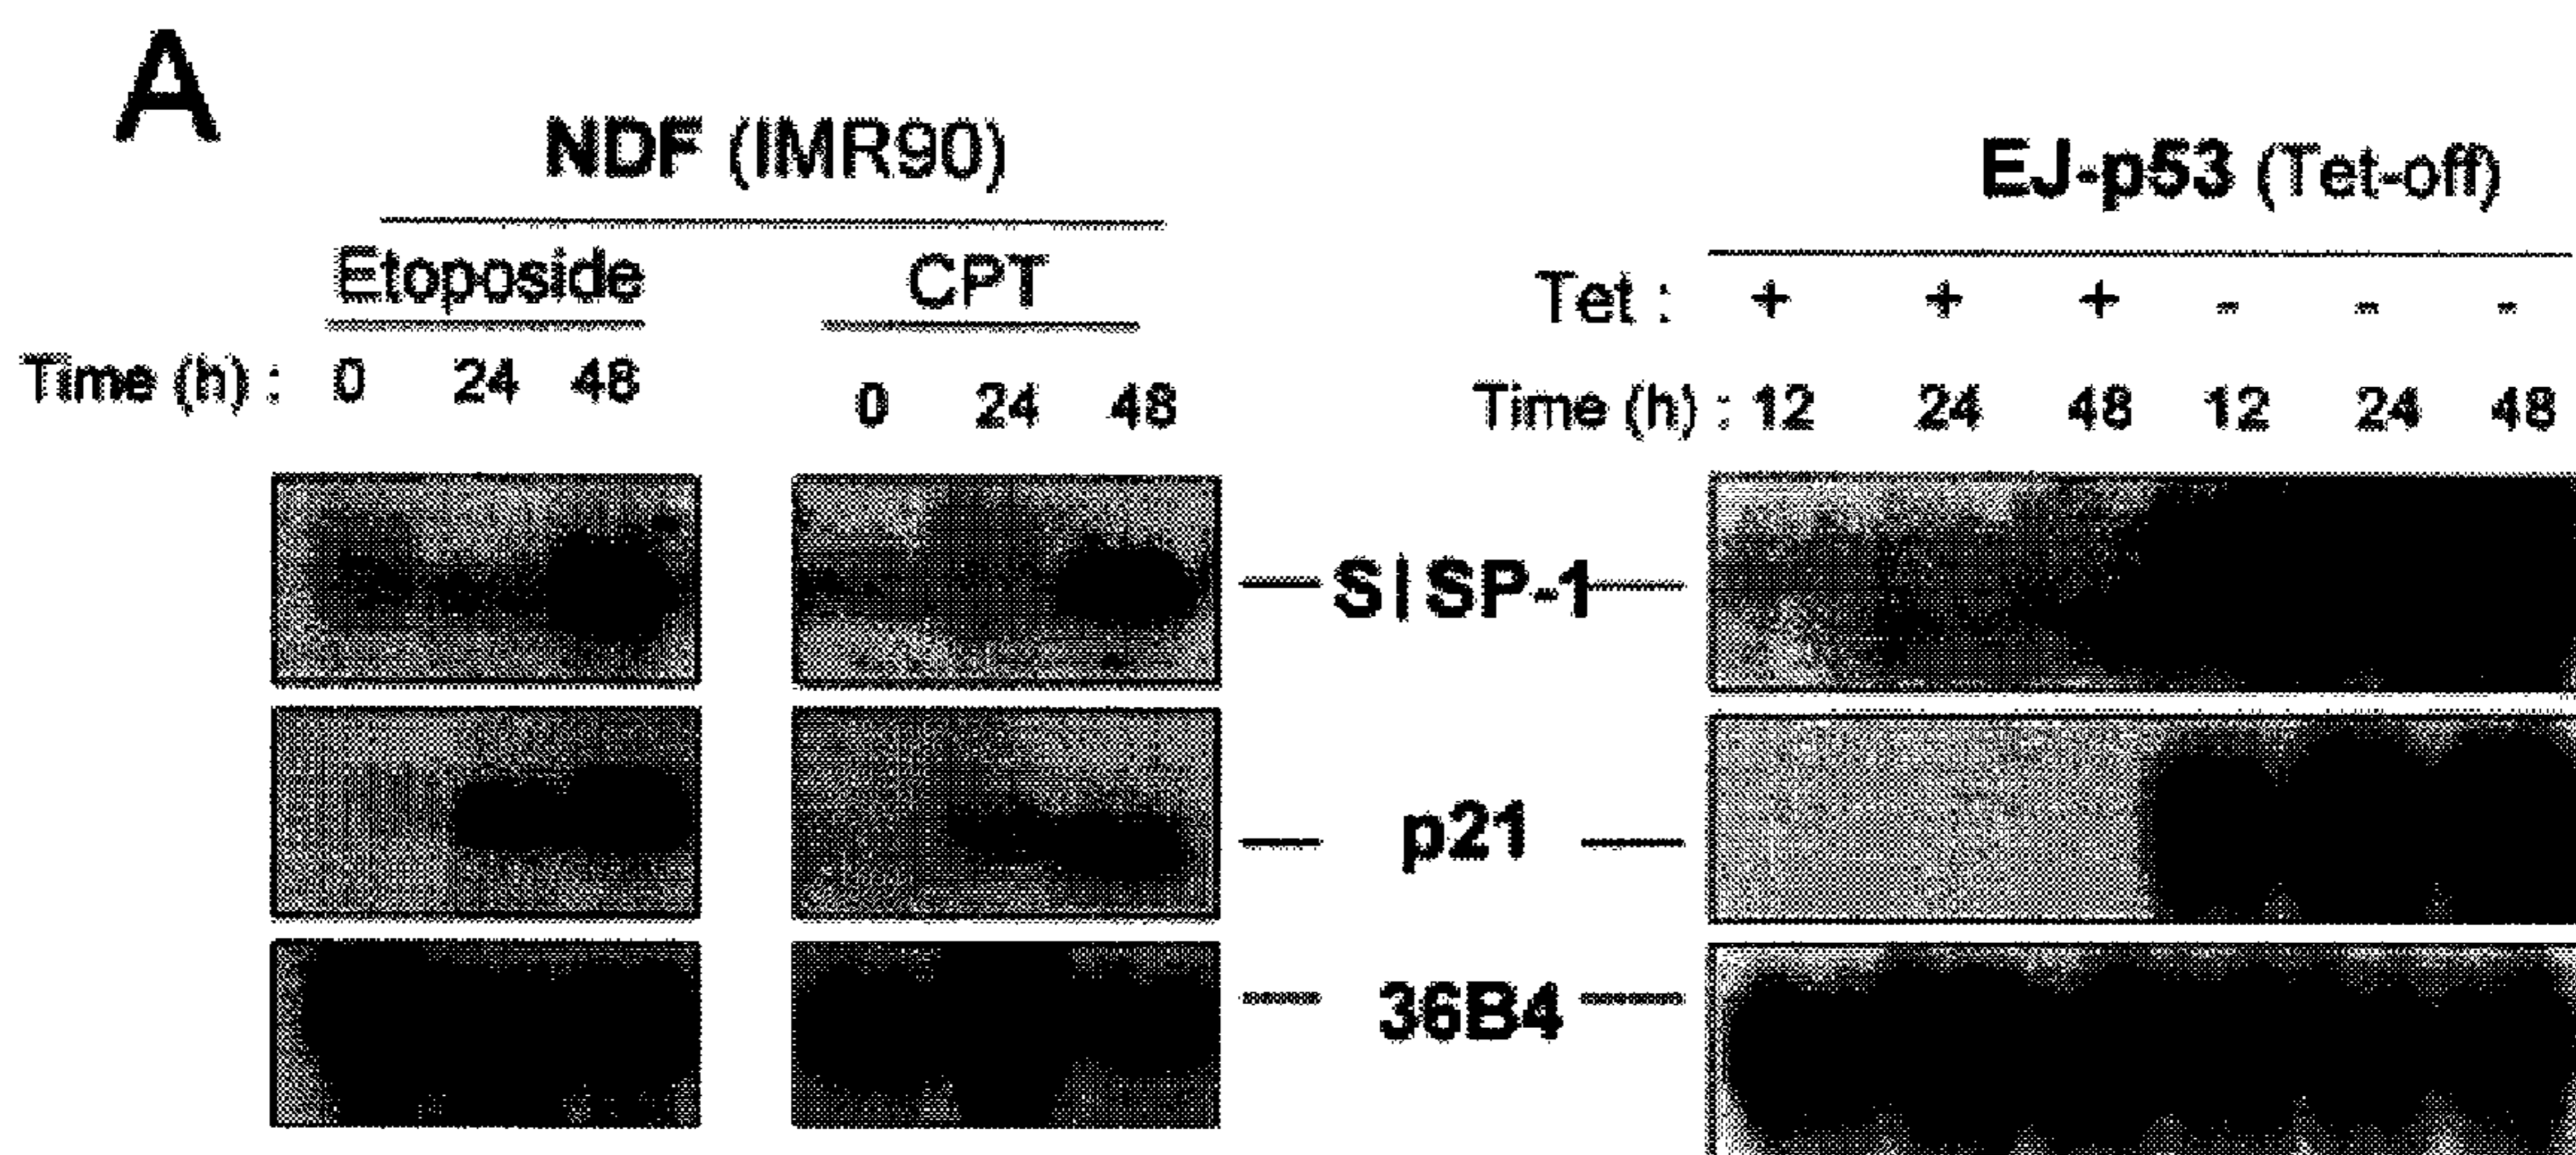 A
NDF (IMR90)
Etoposide CPT
Time (h) : 0 24 48 0 24 48
EJ-p53 (Tet-off)
Tet : + + + - - -
Time (h) : 12 24 48 12 24 48
SISP-1
p21
36B4